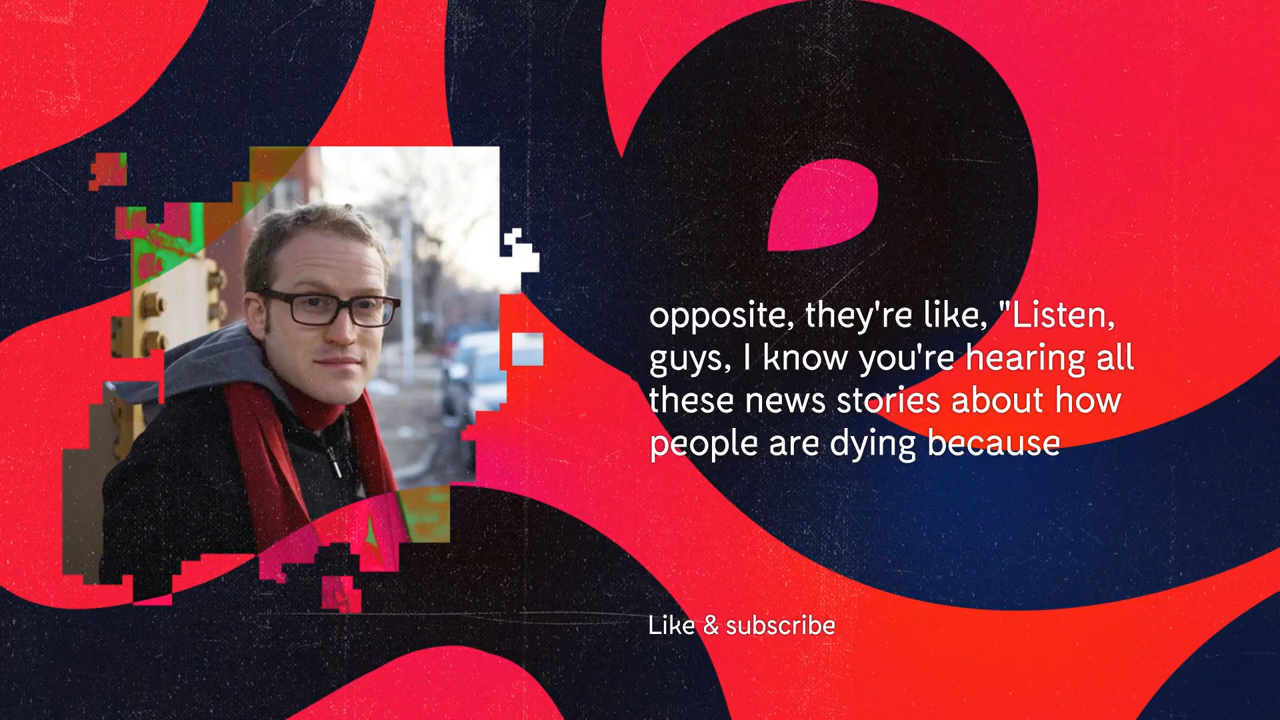 opposite, they're like, "Listen,
guys, I know you're hearing all
these news stories about how
people are dying because
Like & subscribe